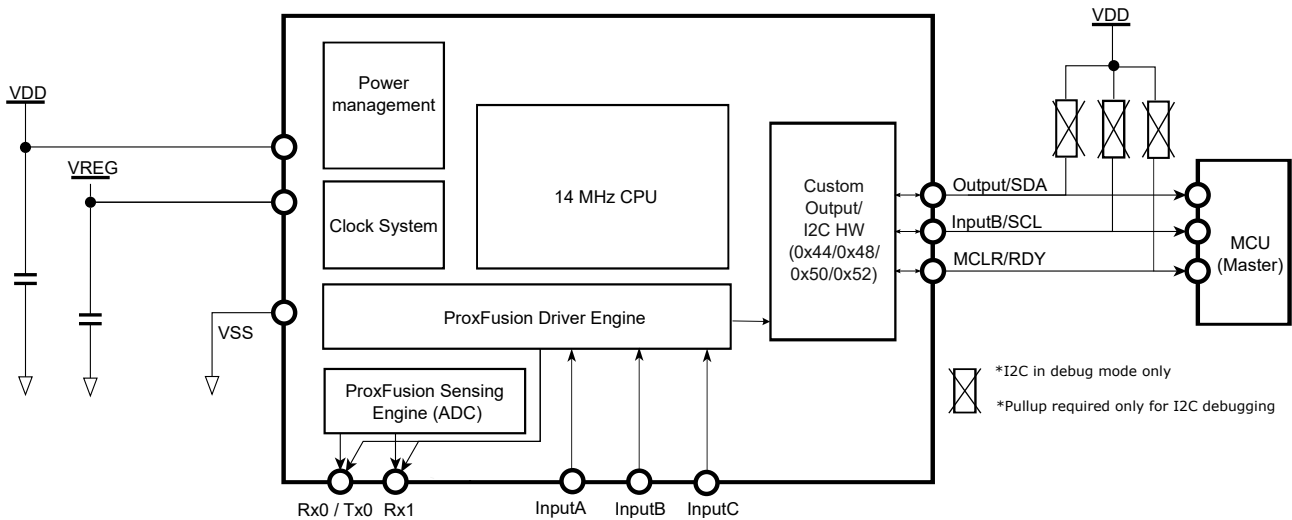 VDD
VREG
VSS
Power
management
Clock System
14 MHz CPU
ProxFusion Driver Engine
ProxFusion Sensing
Engine (ADC)
Custom
Output/
I2C HW
(0x44/0x48/
0x50/0x52)
VDD
Output/SDA
InputB/SCL
MCLR/RDY
MCU
(Master)
*I2C in debug mode only
*Pullup required only for I2C debugging
Rx0 / Tx0
Rx1
InputA
InputB
InputC